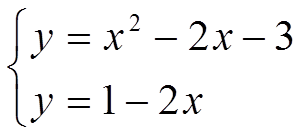 y = x² − 2x − 3
y = 1 − 2x